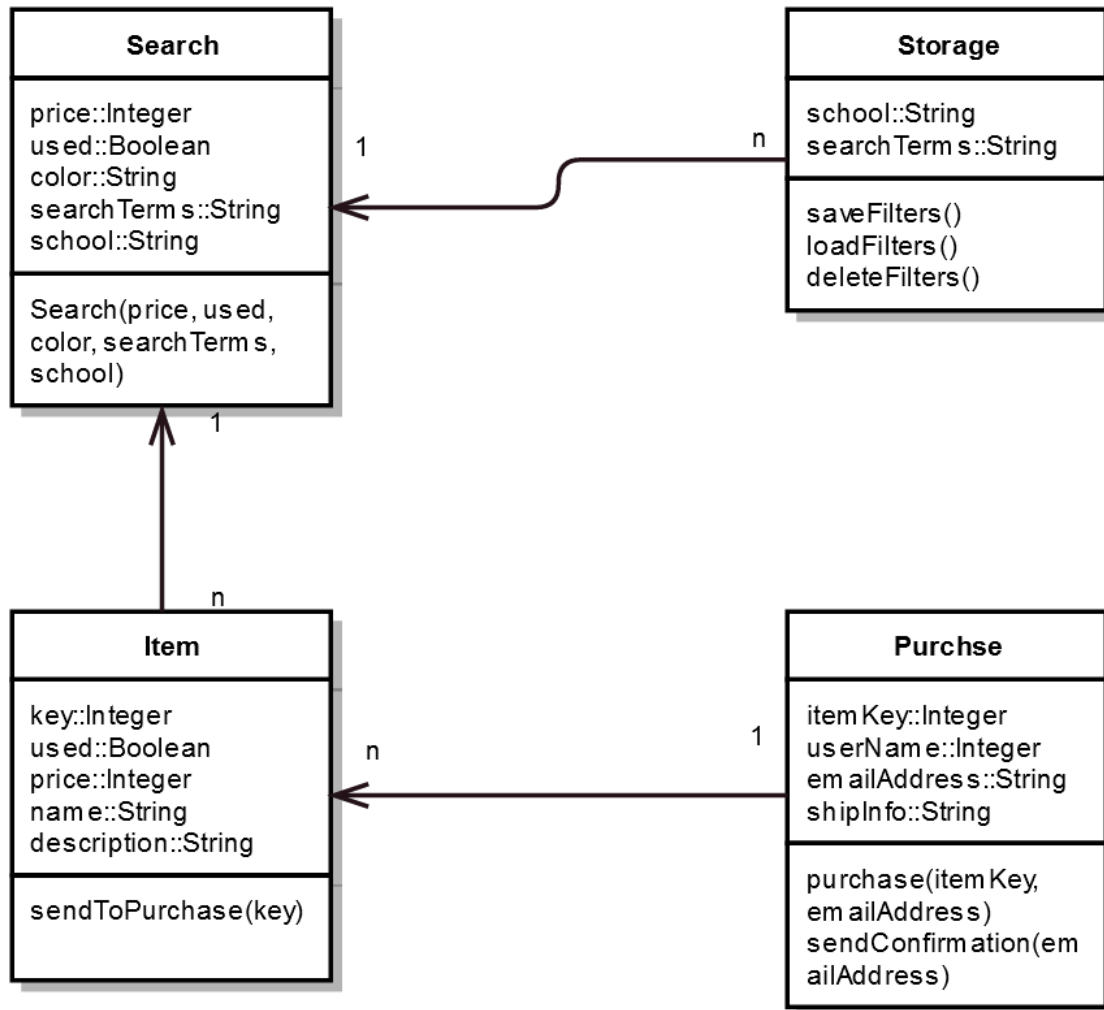 Search
price::Integer
used::Boolean
color::String
searchTerms::String
school::String
Search(price, used,
color, searchTerms,
school)
1
n
Storage
school::String
searchTerms::String
saveFilters()
loadFilters()
deleteFilters()
1
n
Item
key::Integer
used::Boolean
price::Integer
name::String
description::String
sendToPurchase(key)
n
1
Purchse
itemKey::Integer
userName::Integer
emailAddress::String
shipInfo::String
purchase(itemKey,
emailAddress)
sendConfirmation(em
ailAddress)